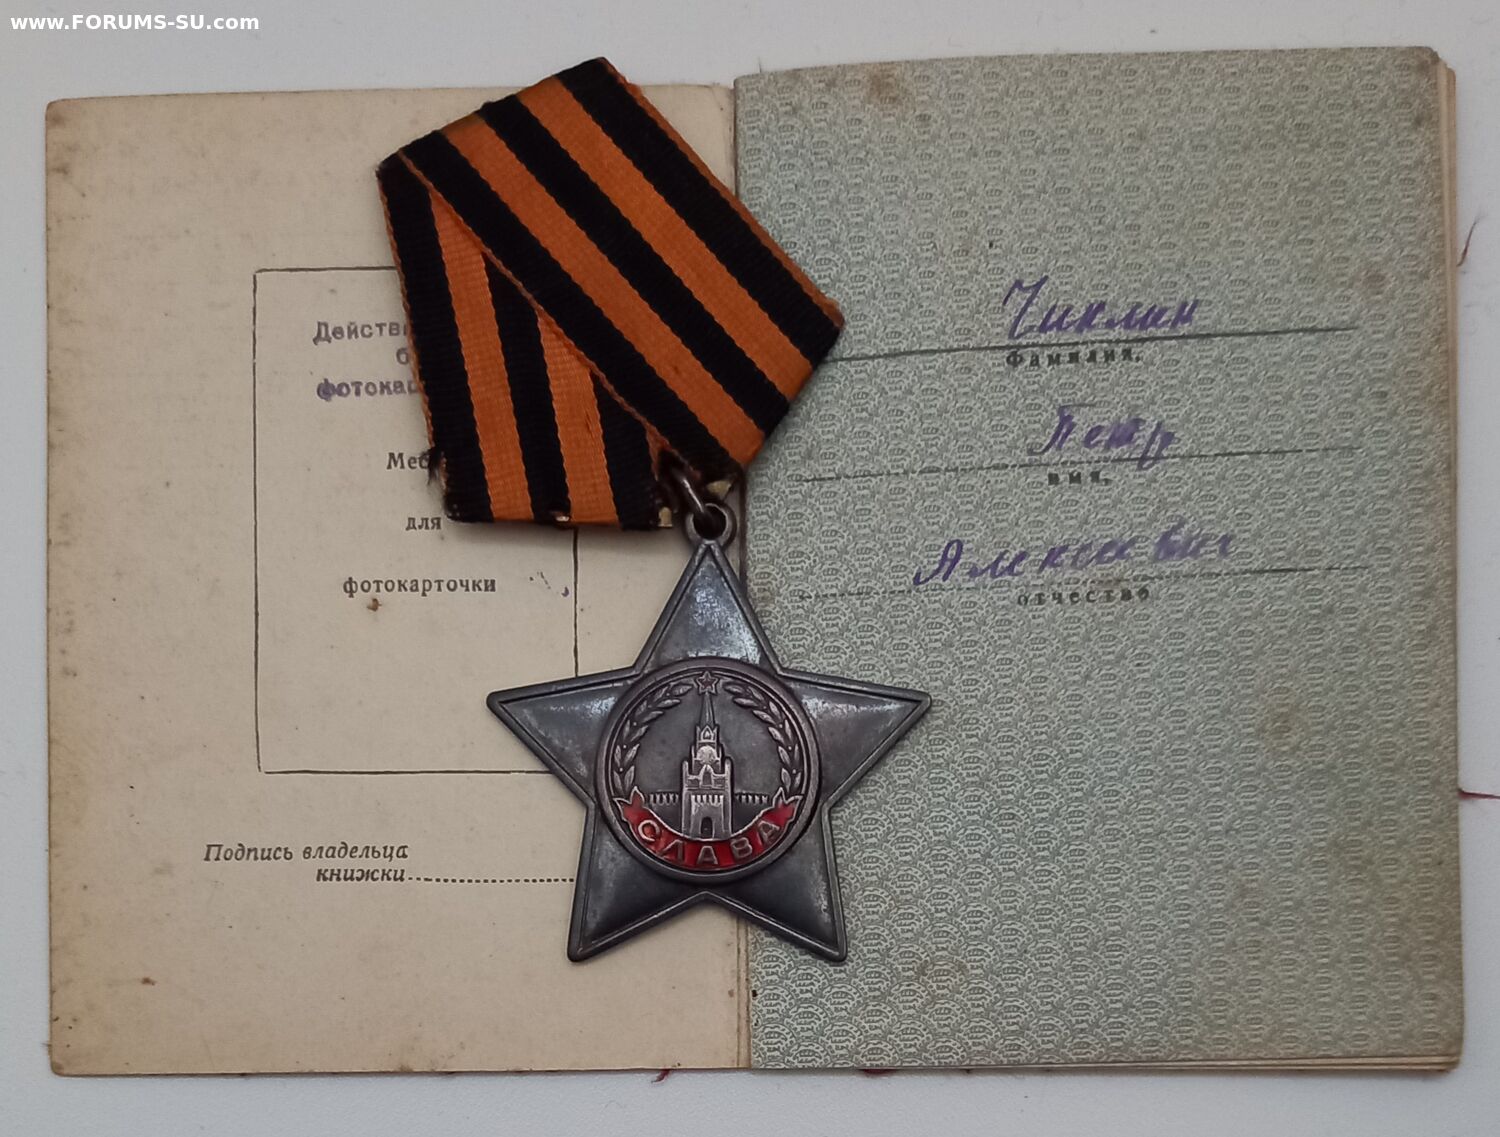 www.FORUMS-SU.com
Действи
б
фотокар
Мес
для
фотокарточки
Подпись владельца
книжки
Чиклин
Фамилия.
Петр
имя.
Алексеевич
отчество
СЛАВА